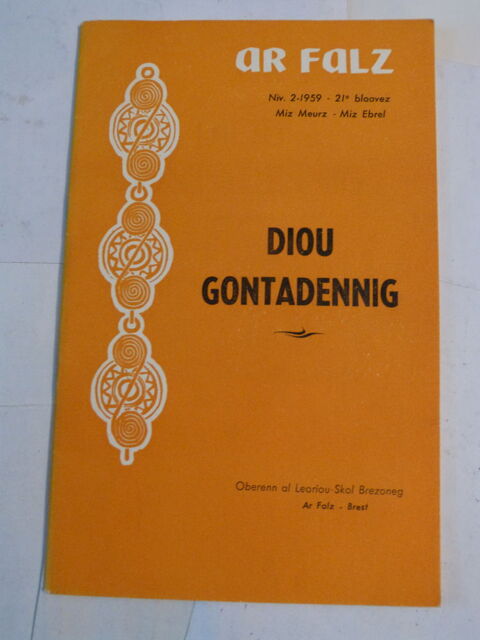 AR FALZ
Niv. 2-1959 - 21e bloavez
Miz Meurz - Miz Ebrel
DIOU
GONTADENNIG
Oberenn al Leoriou-Skol Brezoneg
Ar Falz - Brest